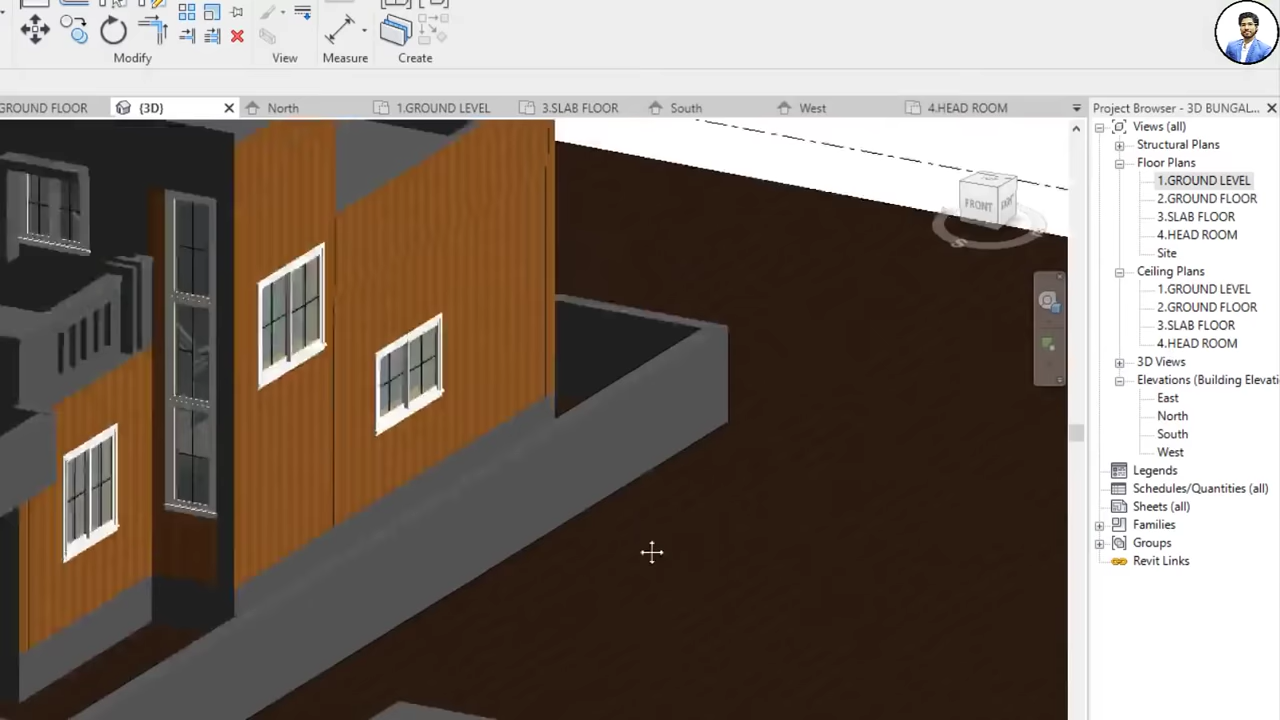 Modify
View
Measure
Create
GROUND FLOOR
(3D)
North
1.GROUND LEVEL
3.SLAB FLOOR
South
West
4.HEAD ROOM
Project Browser - 3D BUNGAL...
Views (all)
Structural Plans
Floor Plans
1.GROUND LEVEL
2.GROUND FLOOR
3.SLAB FLOOR
4.HEAD ROOM
Site
Ceiling Plans
1.GROUND LEVEL
2.GROUND FLOOR
3.SLAB FLOOR
4.HEAD ROOM
3D Views
Elevations (Building Elevati
East
North
South
West
Legends
Schedules/Quantities (all)
Sheets (all)
Families
Groups
Revit Links
FRONT
S